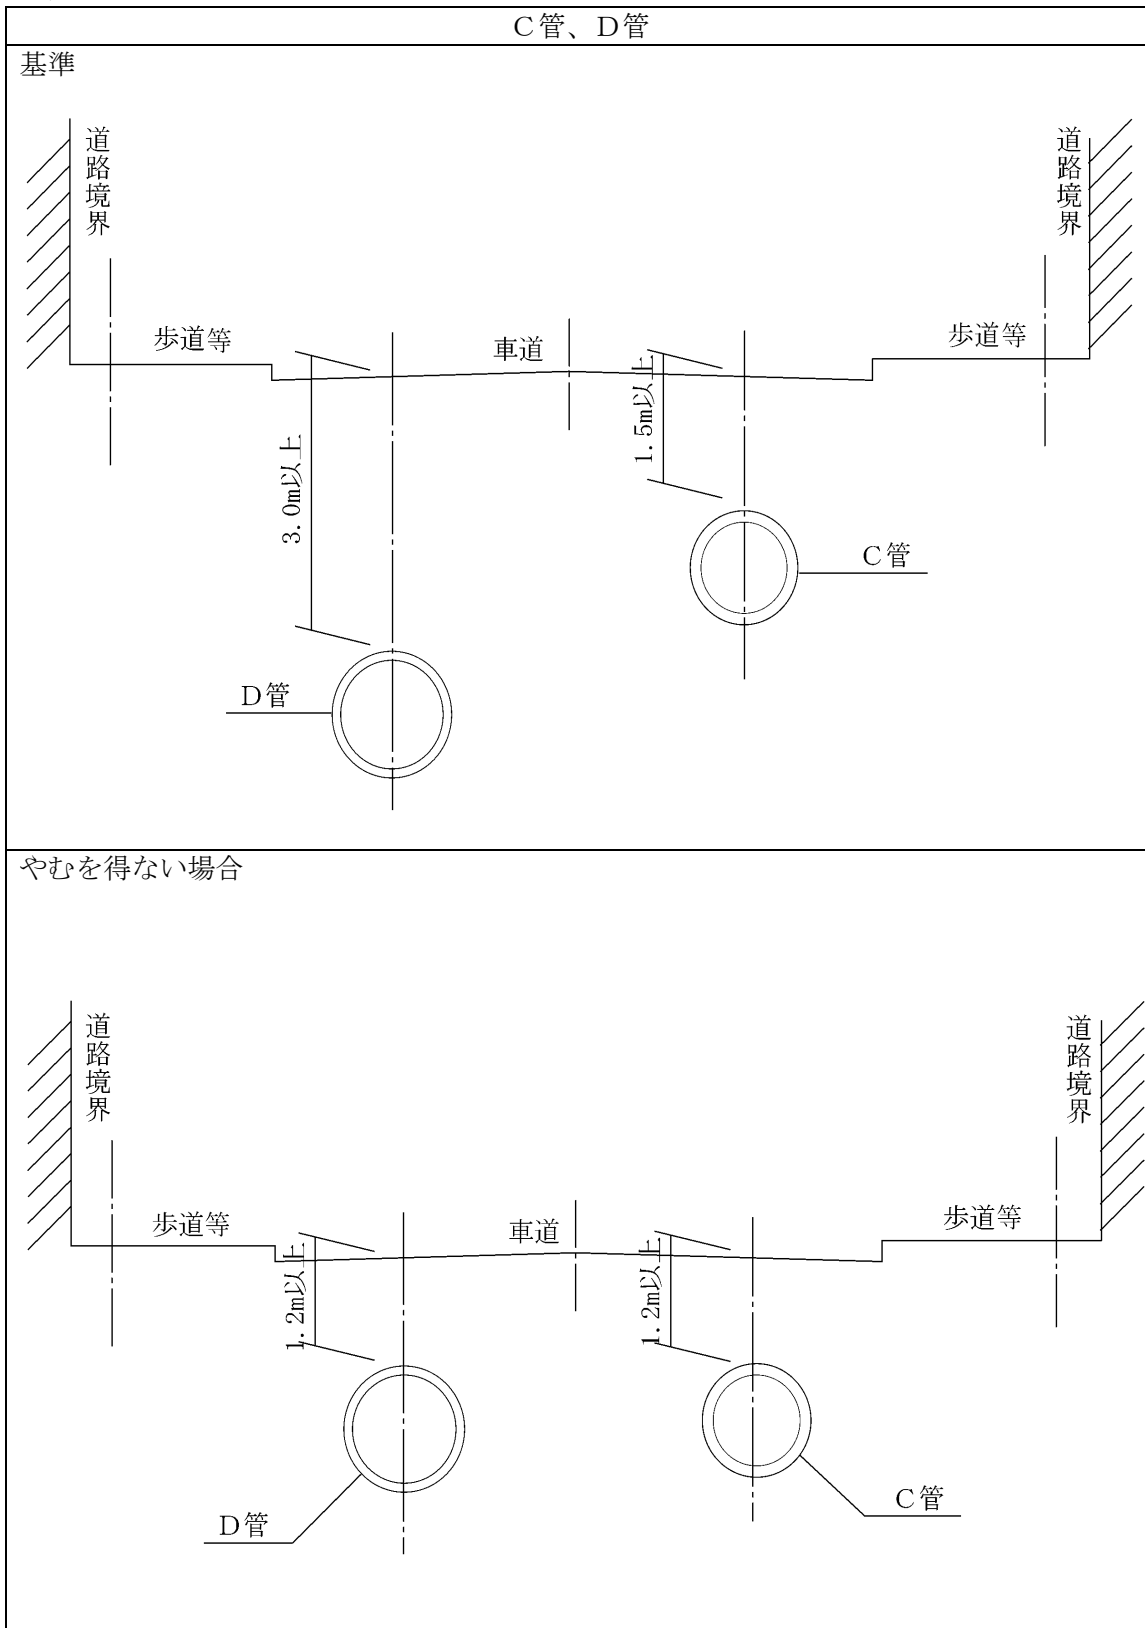 C管、D管
基準
道路境界
道路境界
歩道等
車道
歩道等
3.0m以上
1.5m以上
C管
D管
やむを得ない場合
道路境界
道路境界
歩道等
車道
歩道等
1.2m以上
1.2m以上
C管
D管